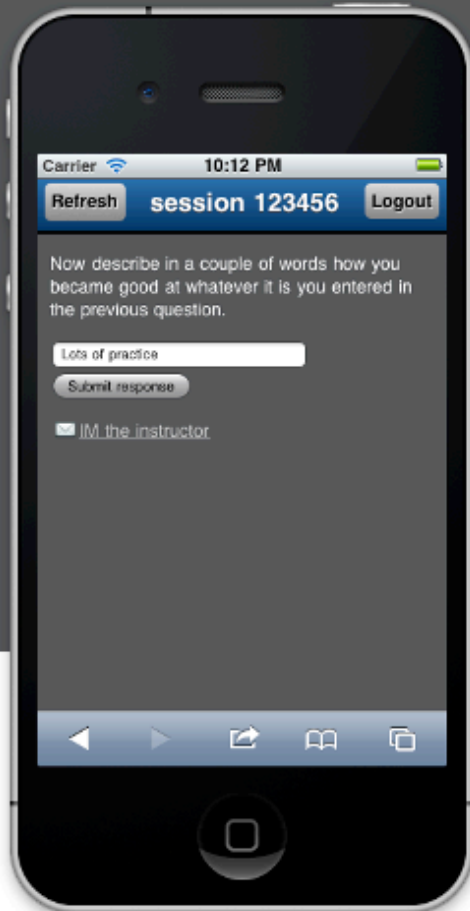 Carrier 10:12 PM
Refresh session 123456 Logout
Now describe in a couple of words how you
became good at whatever it is you entered in
the previous question.
Lots of practice
Submit response
IM the instructor